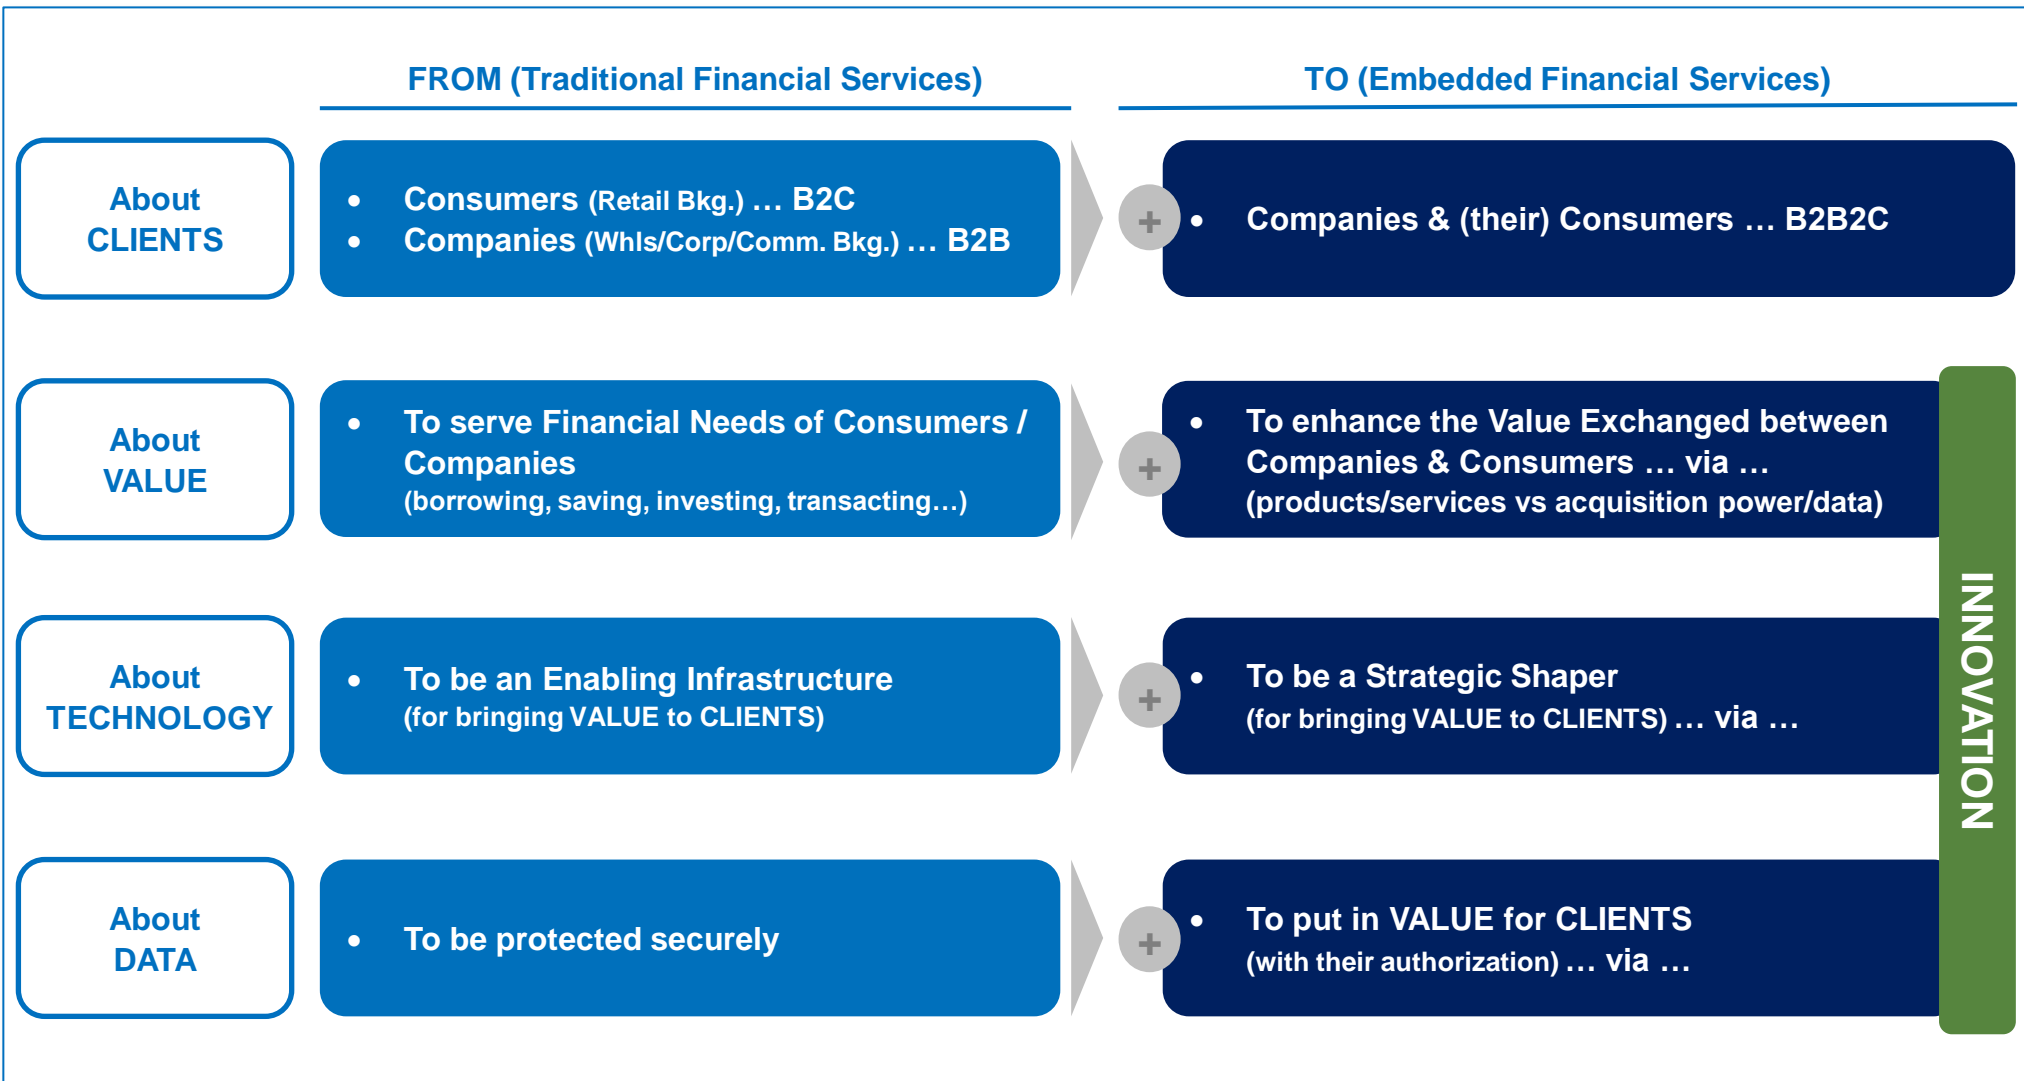 FROM (Traditional Financial Services)
TO (Embedded Financial Services)
About
CLIENTS
• Consumers (Retail Bkg.) … B2C
• Companies (Whls/Corp/Comm. Bkg.) … B2B
+
• Companies & (their) Consumers … B2B2C
About
VALUE
• To serve Financial Needs of Consumers /
Companies
(borrowing, saving, investing, transacting…)
+
• To enhance the Value Exchanged between
Companies & Consumers … via …
(products/services vs acquisition power/data)
About
TECHNOLOGY
• To be an Enabling Infrastructure
(for bringing VALUE to CLIENTS)
+
• To be a Strategic Shaper
(for bringing VALUE to CLIENTS) … via …
About
DATA
• To be protected securely
+
• To put in VALUE for CLIENTS
(with their authorization) … via …
INNOVATION